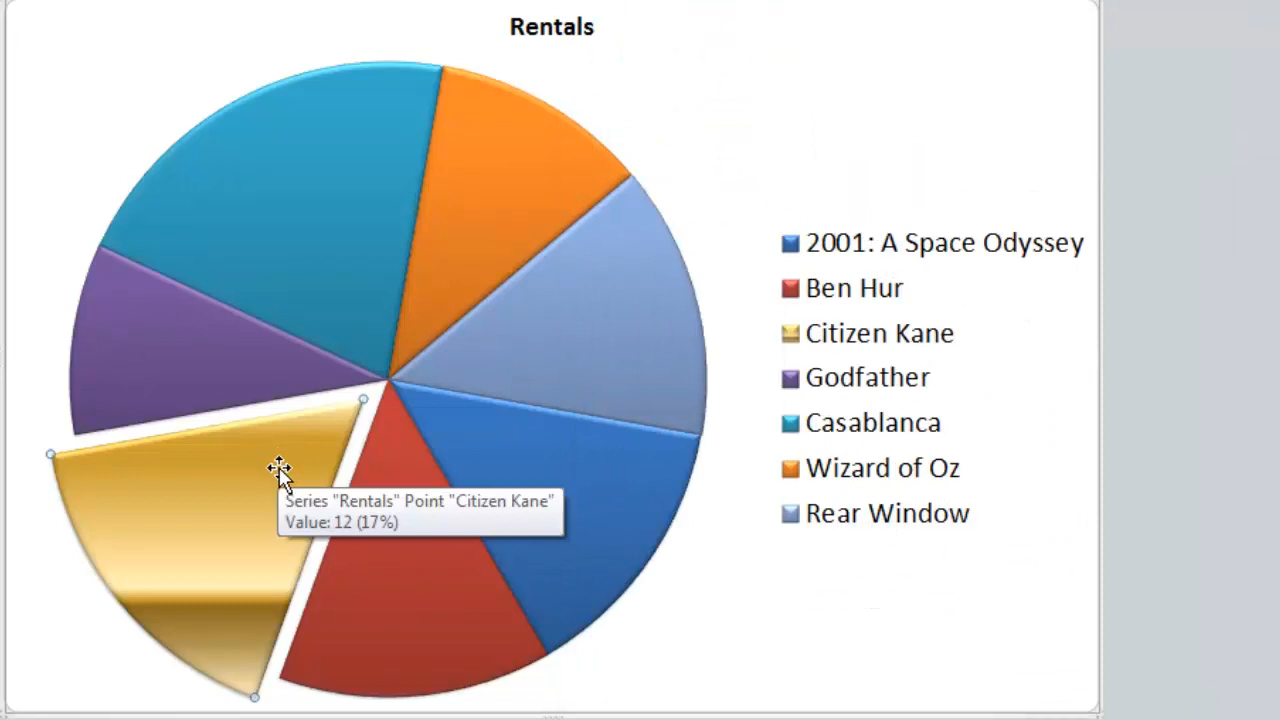 Rentals
2001: A Space Odyssey
Ben Hur
Citizen Kane
Godfather
Casablanca
Wizard of Oz
Rear Window
Series "Rentals" Point "Citizen Kane"
Value: 12 (17%)